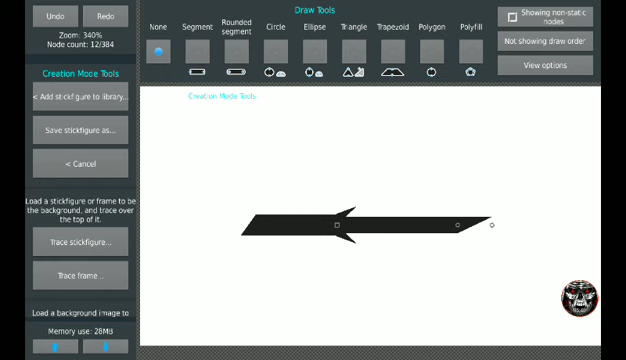 Undo
Redo
Zoom: 340%
Node count: 12/384
Creation Mode Tools
< Add stickfigure to library...
Save stickfigure as...
< Cancel
Load a stickfigure or frame to be
the background, and trace over
the top of it.
Trace stickfigure...
Trace frame...
Load a background image to
Memory use: 28MB
Draw Tools
None
Segment
Rounded
segment
Circle
Ellipse
Triangle
Trapezoid
Polygon
Polyfill
Showing non-static
nodes
Not showing draw order
View options
Creation Mode Tools